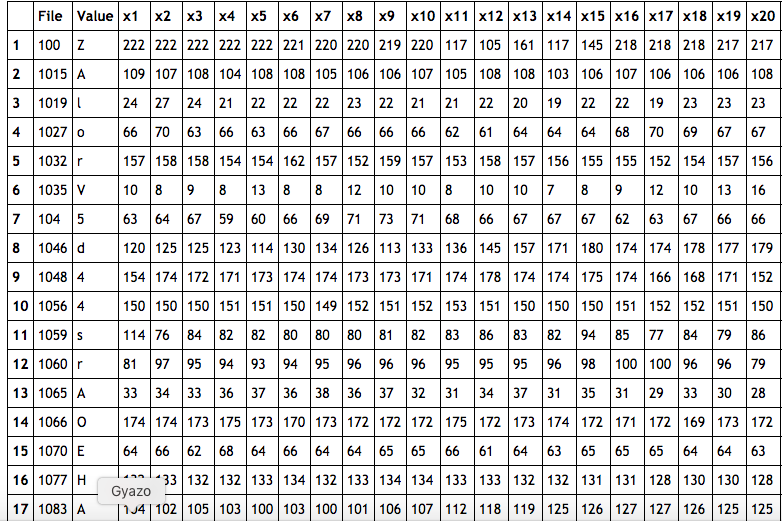 File Value x1 x2 x3 x4 x5 x6 x7 x8 x9 x10 x11 x12 x13 x14 x15 x16 x17 x18 x19 x20
1 100 Z 222 222 222 222 222 221 220 220 219 220 117 105 161 117 145 218 218 218 217 217
2 1015 A 109 107 108 104 108 108 105 106 106 107 105 108 108 103 106 107 106 106 106 108
3 1019 l 24 27 24 21 22 22 22 23 22 21 21 22 20 19 22 22 19 23 23 23
4 1027 o 66 70 63 66 63 66 67 66 66 66 62 61 64 64 64 68 70 69 67 67
5 1032 r 157 158 158 154 154 162 157 152 159 157 153 158 157 156 155 155 152 154 157 156
6 1035 V 10 8 9 8 13 8 8 12 10 10 8 10 10 7 8 9 12 10 13 16
7 104 5 63 64 67 59 60 66 69 71 73 71 68 66 67 67 67 62 63 67 66 66
8 1046 d 120 125 125 123 114 130 134 126 113 133 136 145 157 171 180 174 174 178 177 179
9 1048 4 154 174 172 171 173 174 174 173 173 171 174 178 174 174 175 174 166 168 171 152
10 1056 4 150 150 150 151 151 150 149 152 151 152 153 151 150 150 150 151 152 152 151 150
11 1059 s 114 76 84 82 82 80 80 80 81 82 83 86 83 82 94 85 77 84 79 86
12 1060 r 81 97 95 94 93 94 95 96 96 96 95 95 95 96 98 100 100 96 96 79
13 1065 A 33 34 33 36 37 36 38 36 37 32 31 34 37 31 35 31 29 33 30 28
14 1066 O 174 174 173 175 173 170 173 172 172 172 175 172 173 174 172 171 172 169 173 172
15 1070 E 64 66 62 68 64 66 64 64 65 65 66 61 64 63 65 65 65 64 64 63
16 1077 H 132 132 133 134 132 133 134 134 133 133 132 132 131 131 128 130 130 128
17 1083 A 102 105 103 100 103 100 101 106 107 112 118 119 125 126 127 127 126 125 125
Gyazo